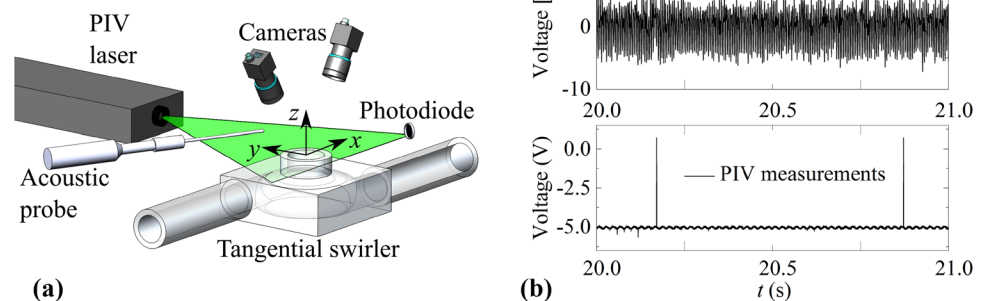 PIV
laser
Cameras
Photodiode
z
x
y
Acoustic
probe
Tangential swirler
(a)
Voltage [
0
-10
20.0 20.5 21.0
Voltage (V)
0.0
-2.5
-5.0
PIV measurements
20.0 20.5 21.0
t (s)
(b)